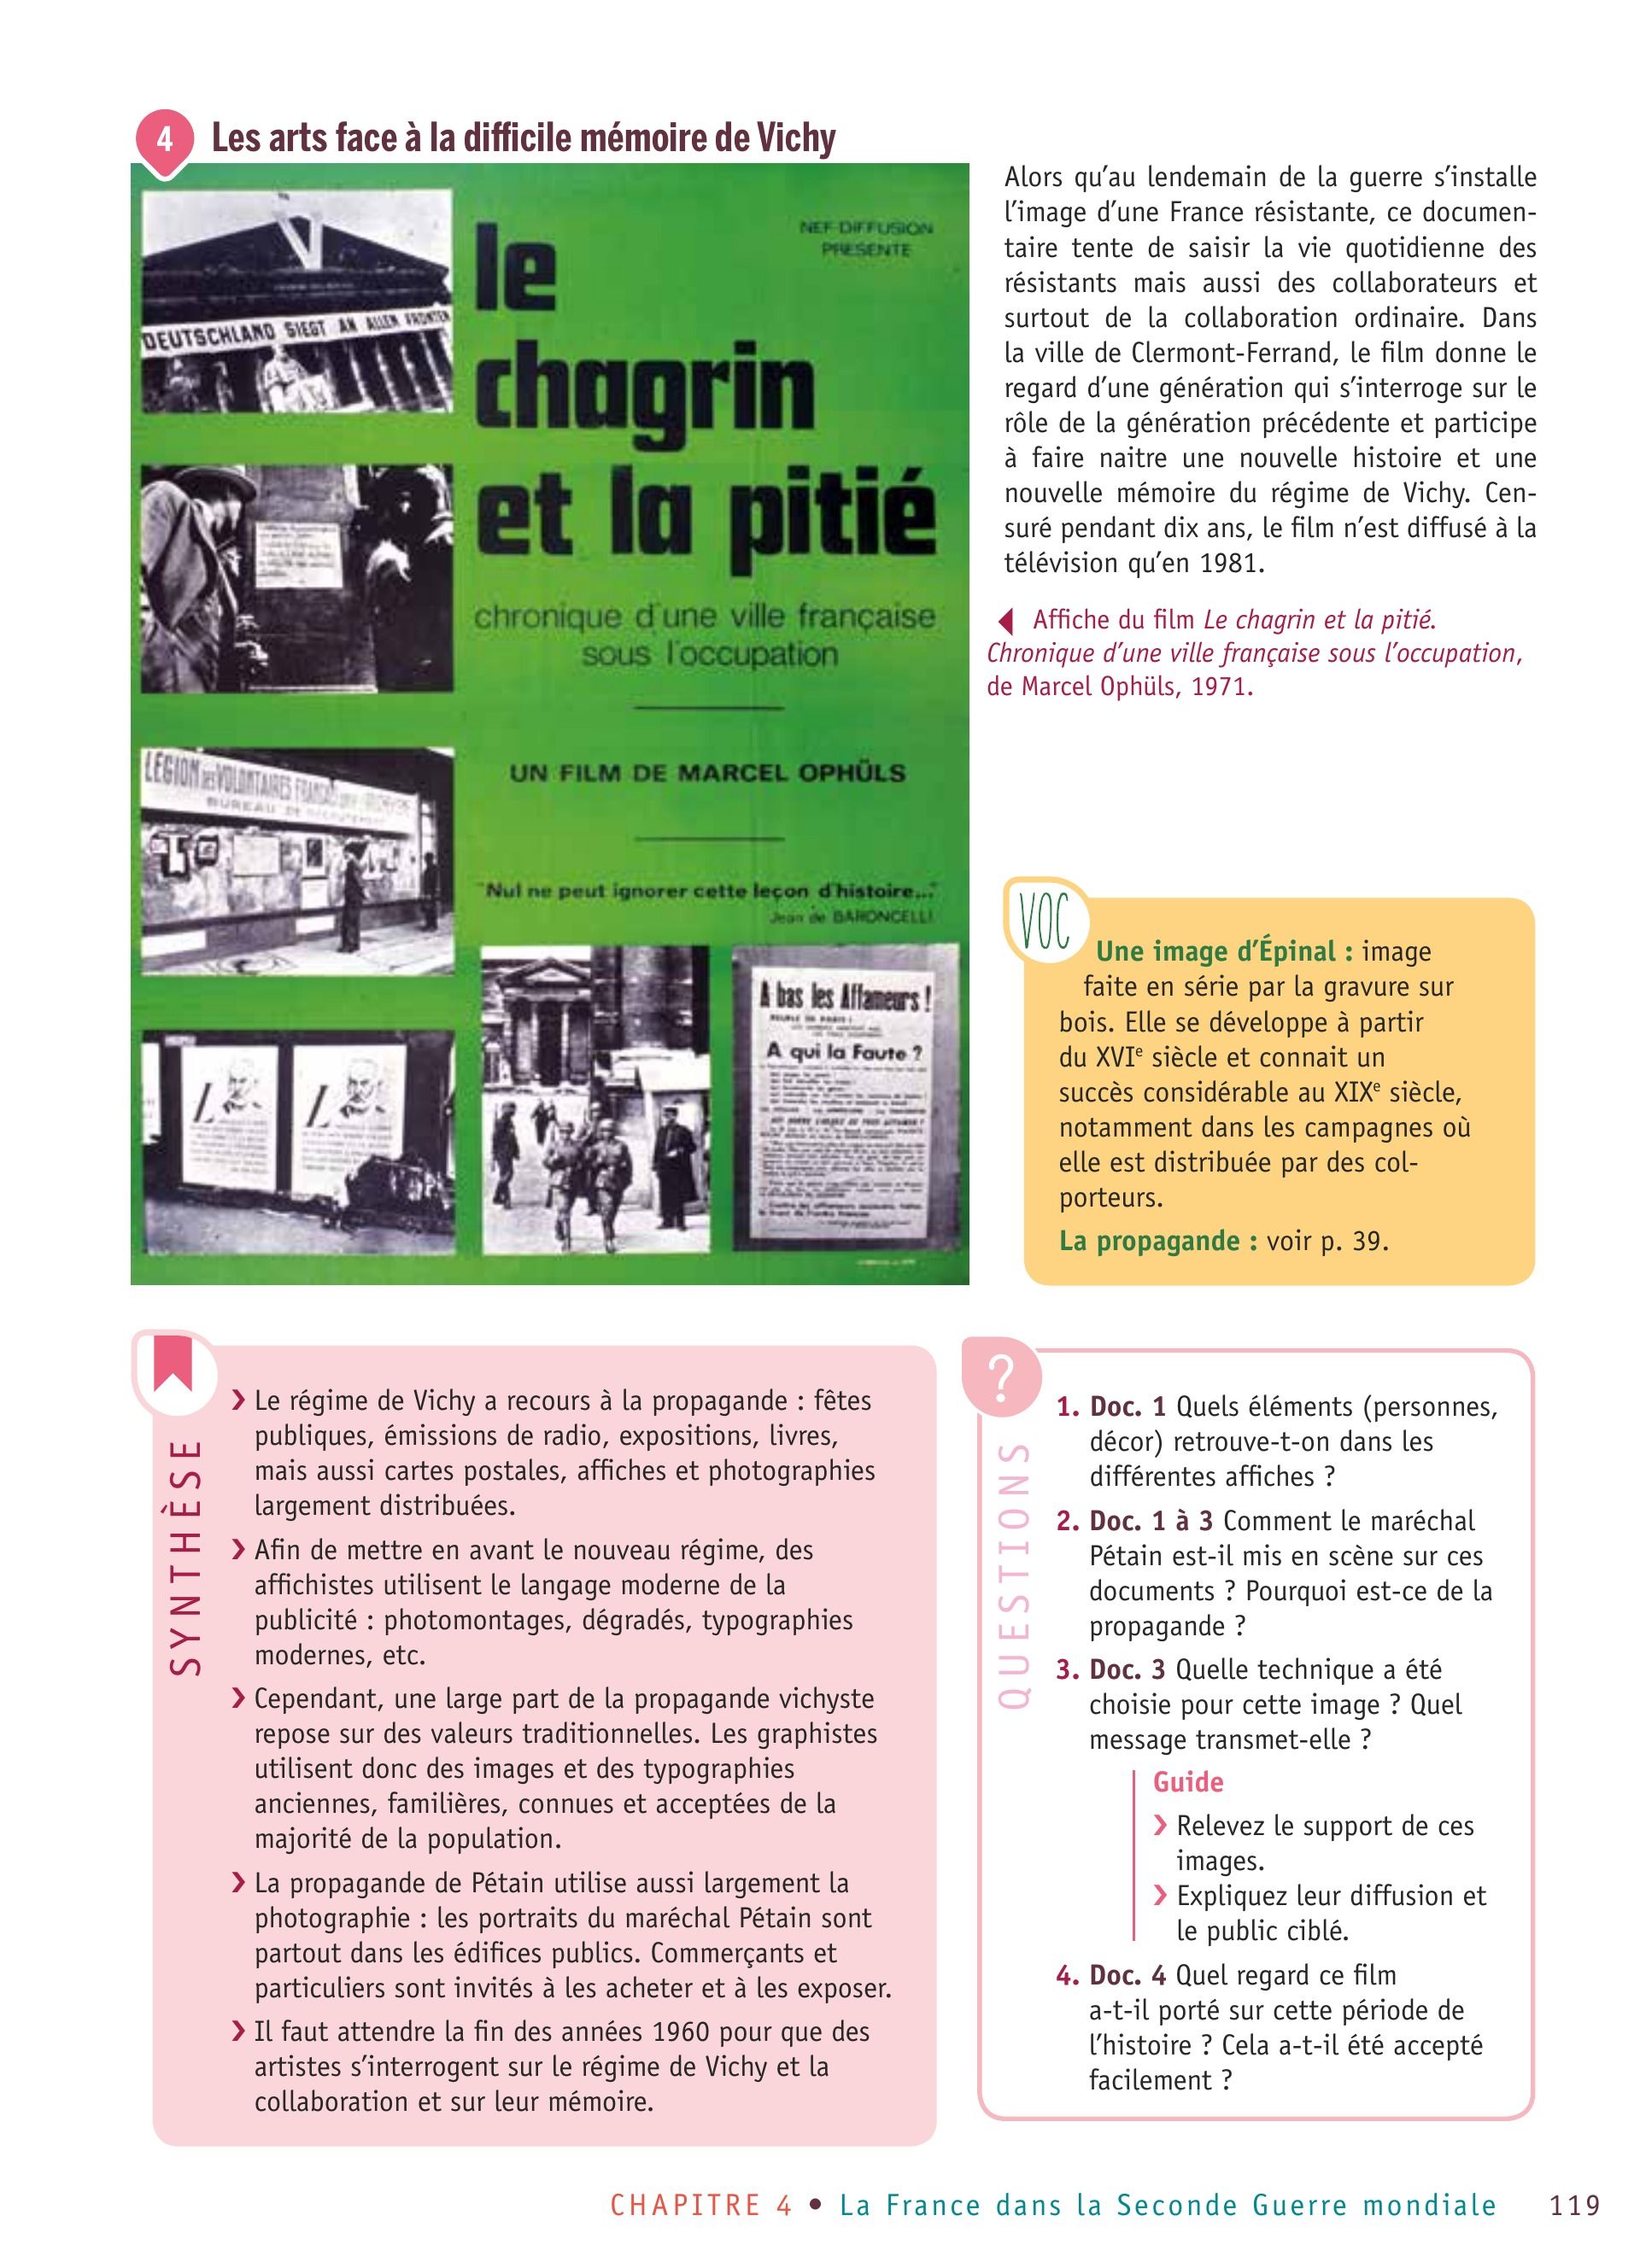 4
Les arts face à la difficile mémoire de Vichy
DEUTSCHLAND SIEGT AN ALLEN FRONTEN
le
chagrin
et la pitié
NEF DIFFUSION
PRESENTE
chronique d'une ville française
sous l'occupation
UN FILM DE MARCEL OPHÜLS
"Nul ne peut ignorer cette leçon d'histoire..."
Jean de BARONCELLI
LEGION DES VOLONTAIRES FRANÇAIS
BUREAU DE RECRUTEMENT
L
L
A bas les Affameurs !
PEUPLE DE PARIS !
A qui la Faute ?
Alors qu'au lendemain de la guerre s'installe
l'image d'une France résistante, ce documen-
taire tente de saisir la vie quotidienne des
résistants mais aussi des collaborateurs et
surtout de la collaboration ordinaire. Dans
la ville de Clermont-Ferrand, le film donne le
regard d'une génération qui s'interroge sur le
rôle de la génération précédente et participe
à faire naitre une nouvelle histoire et une
nouvelle mémoire du régime de Vichy. Cen-
suré pendant dix ans, le film n'est diffusé à la
télévision qu'en 1981.
Affiche du film Le chagrin et la pitié.
Chronique d'une ville française sous l'occupation,
de Marcel Ophüls, 1971.
VOC
Une image d'Épinal : image
faite en série par la gravure sur
bois. Elle se développe à partir
du XVIe siècle et connait un
succès considérable au XIXe siècle,
notamment dans les campagnes où
elle est distribuée par des col-
porteurs.
La propagande : voir p. 39.
SYNTHÈSE
› Le régime de Vichy a recours à la propagande : fêtes
publiques, émissions de radio, expositions, livres,
mais aussi cartes postales, affiches et photographies
largement distribuées.
› Afin de mettre en avant le nouveau régime, des
affichistes utilisent le langage moderne de la
publicité : photomontages, dégradés, typographies
modernes, etc.
› Cependant, une large part de la propagande vichyste
repose sur des valeurs traditionnelles. Les graphistes
utilisent donc des images et des typographies
anciennes, familières, connues et acceptées de la
majorité de la population.
› La propagande de Pétain utilise aussi largement la
photographie : les portraits du maréchal Pétain sont
partout dans les édifices publics. Commerçants et
particuliers sont invités à les acheter et à les exposer.
› Il faut attendre la fin des années 1960 pour que des
artistes s'interrogent sur le régime de Vichy et la
collaboration et sur leur mémoire.
?
QUESTIONS
1. Doc. 1 Quels éléments (personnes,
décor) retrouve-t-on dans les
différentes affiches ?
2. Doc. 1 à 3 Comment le maréchal
Pétain est-il mis en scène sur ces
documents ? Pourquoi est-ce de la
propagande ?
3. Doc. 3 Quelle technique a été
choisie pour cette image ? Quel
message transmet-elle ?
Guide
› Relevez le support de ces
images.
› Expliquez leur diffusion et
le public ciblé.
4. Doc. 4 Quel regard ce film
a-t-il porté sur cette période de
l'histoire ? Cela a-t-il été accepté
facilement ?
CHAPITRE 4 • La France dans la Seconde Guerre mondiale 119